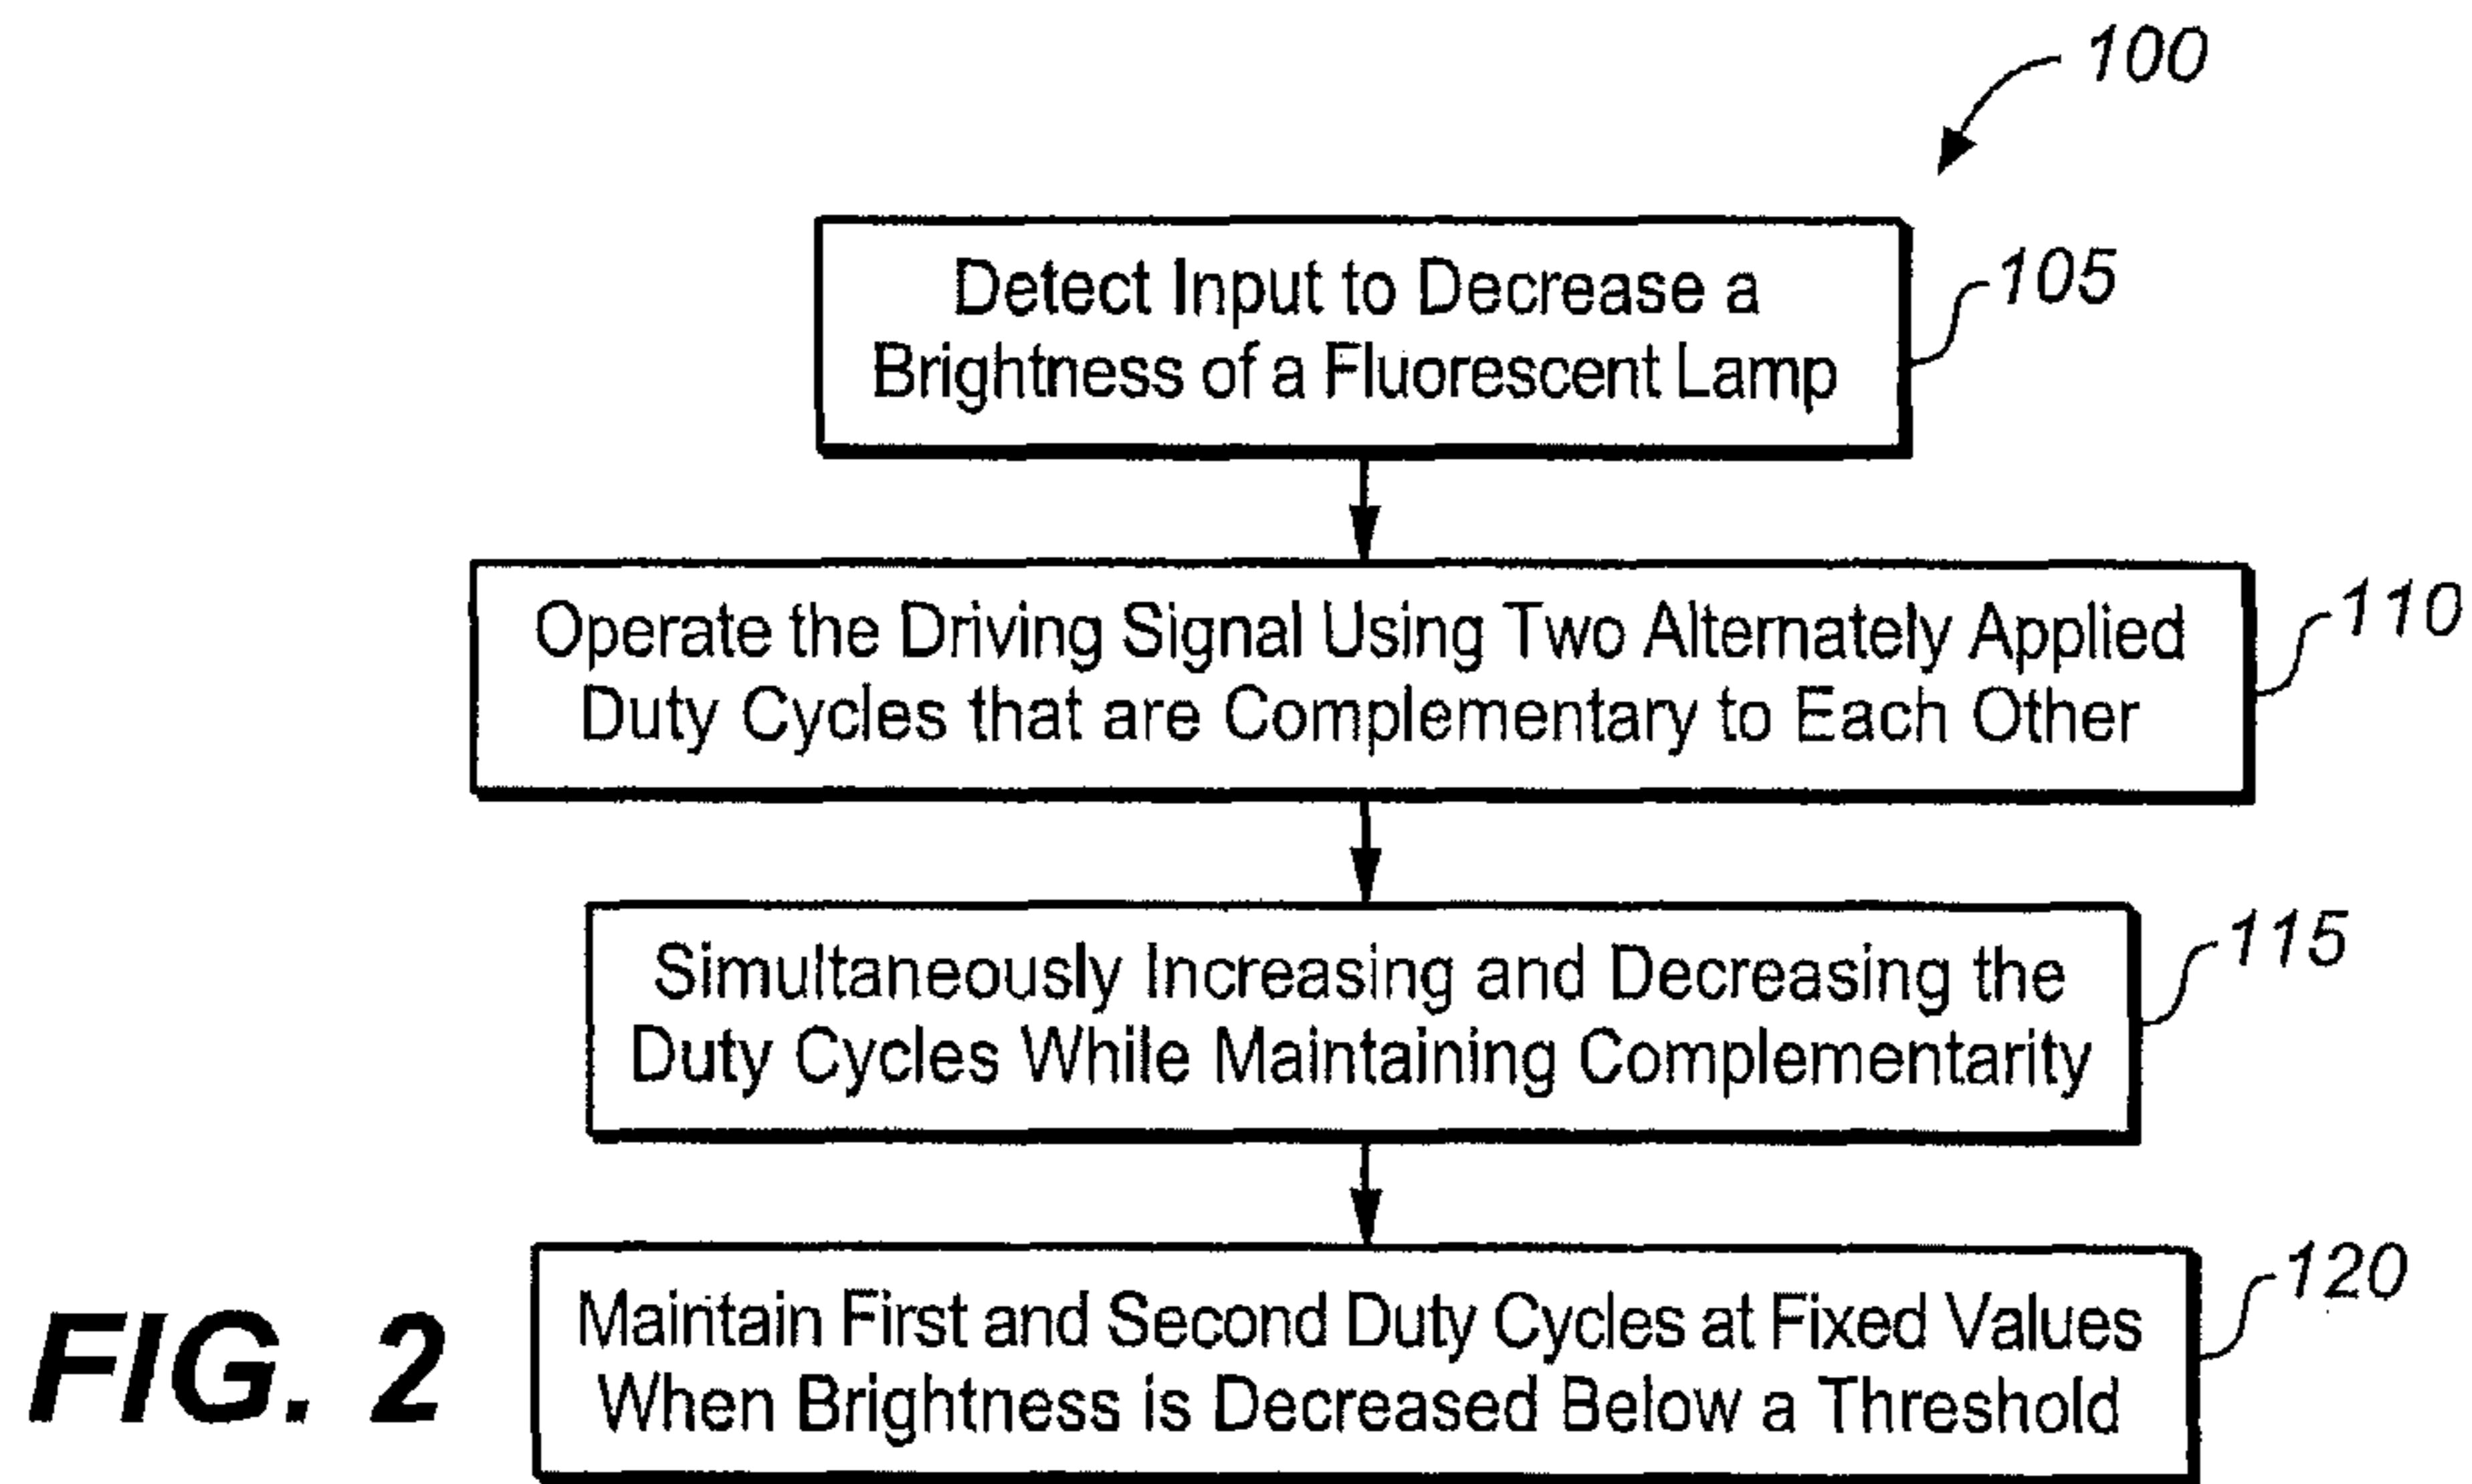 100
Detect Input to Decrease a
Brightness of a Fluorescent Lamp
105
Operate the Driving Signal Using Two Alternately Applied
Duty Cycles that are Complementary to Each Other
110
Simultaneously Increasing and Decreasing the
Duty Cycles While Maintaining Complementarity
115
Maintain First and Second Duty Cycles at Fixed Values
When Brightness is Decreased Below a Threshold
120
FIG. 2